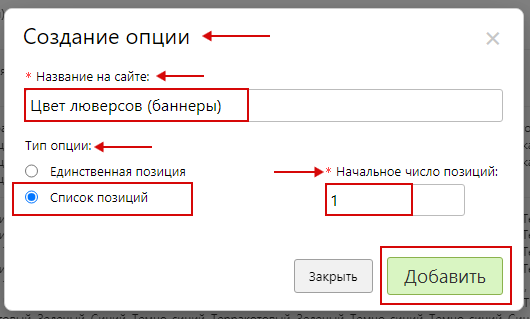 Создание опции
* Название на сайте:
Цвет люверсов (баннеры)
Тип опции:
Единственная позиция
* Начальное число позиций:
Список позиций
1
Закрыть
Добавить